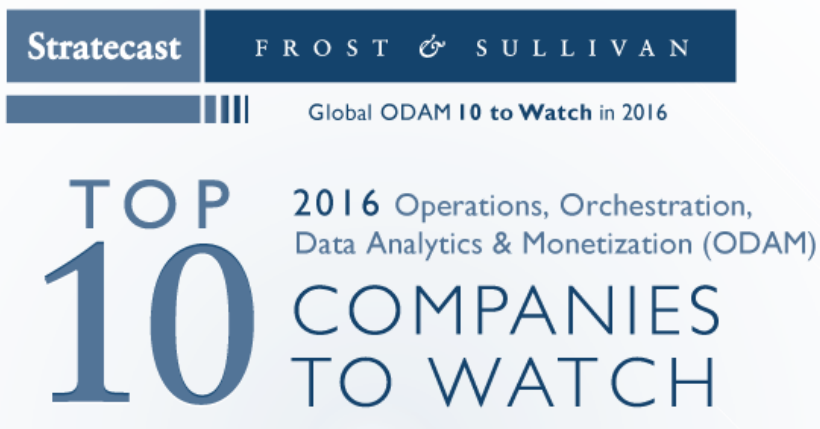 Stratecast FROST & SULLIVAN
Global ODAM 10 to Watch in 2016
TOP
10
2016 Operations, Orchestration,
Data Analytics & Monetization (ODAM)
COMPANIES
TO WATCH